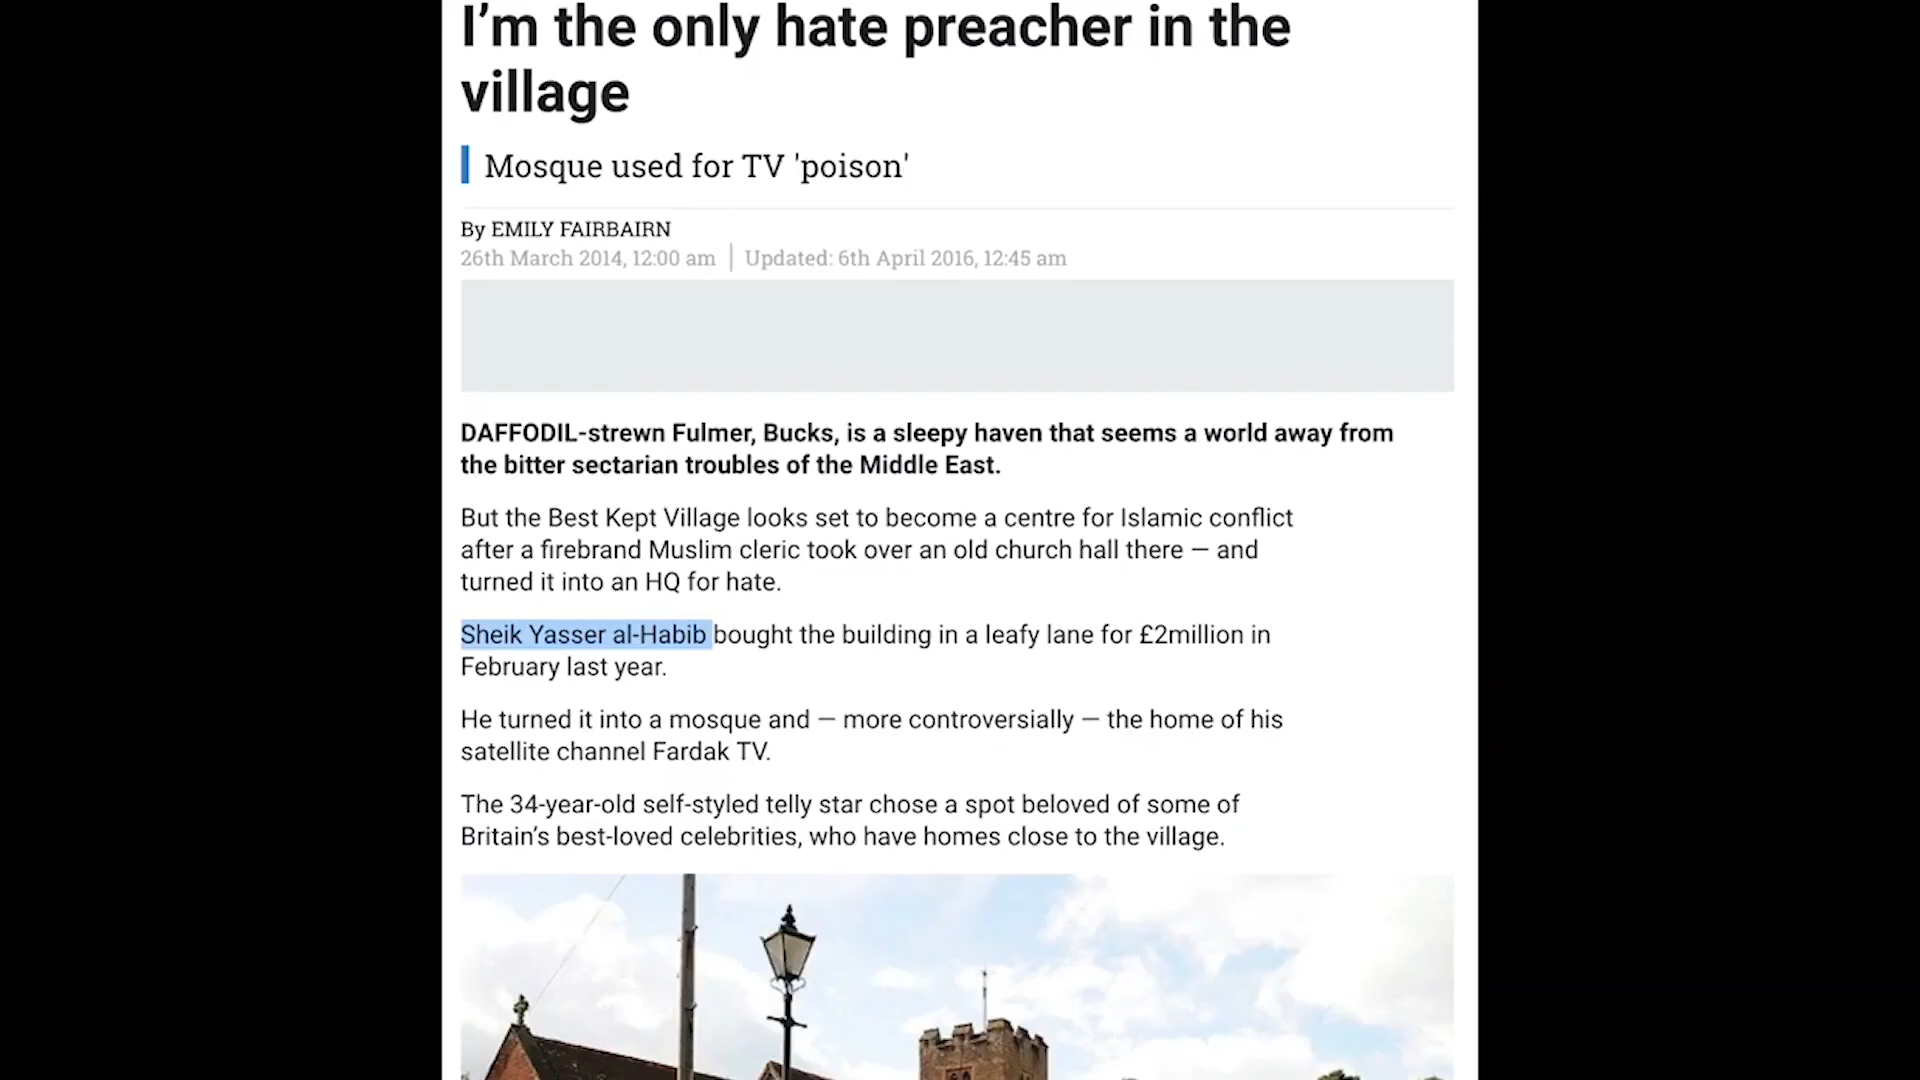 I’m the only hate preacher in the
village
Mosque used for TV 'poison'
By EMILY FAIRBAIRN
26th March 2014, 12:00 am | Updated: 6th April 2016, 12:45 am
DAFFODIL-strewn Fulmer, Bucks, is a sleepy haven that seems a world away from
the bitter sectarian troubles of the Middle East.
But the Best Kept Village looks set to become a centre for Islamic conflict
after a firebrand Muslim cleric took over an old church hall there — and
turned it into an HQ for hate.
Sheik Yasser al-Habib bought the building in a leafy lane for £2million in
February last year.
He turned it into a mosque and — more controversially — the home of his
satellite channel Fardak TV.
The 34-year-old self-styled telly star chose a spot beloved of some of
Britain’s best-loved celebrities, who have homes close to the village.